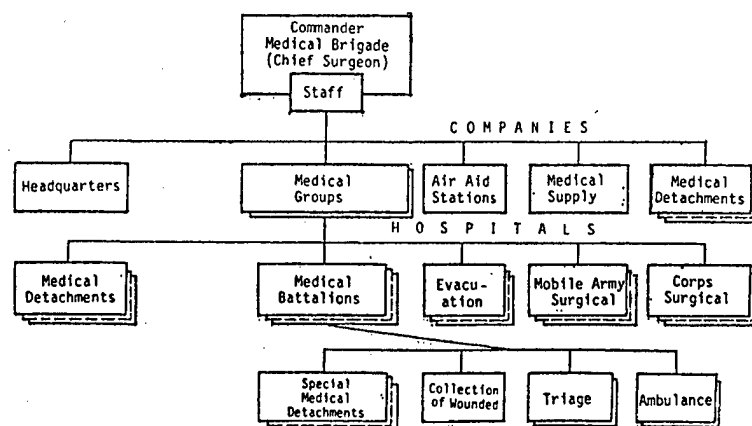 Commander
Medical Brigade
(Chief Surgeon)
Staff
COMPANIES
Headquarters
Medical
Groups
Air Aid
Stations
Medical
Supply
Medical
Detachments
HOSPITALS
Medical
Detachments
Medical
Battalions
Evacu-
ation
Mobile Army
Surgical
Corps
Surgical
Special
Medical
Detachments
Collection
of Wounded
Triage
Ambulance